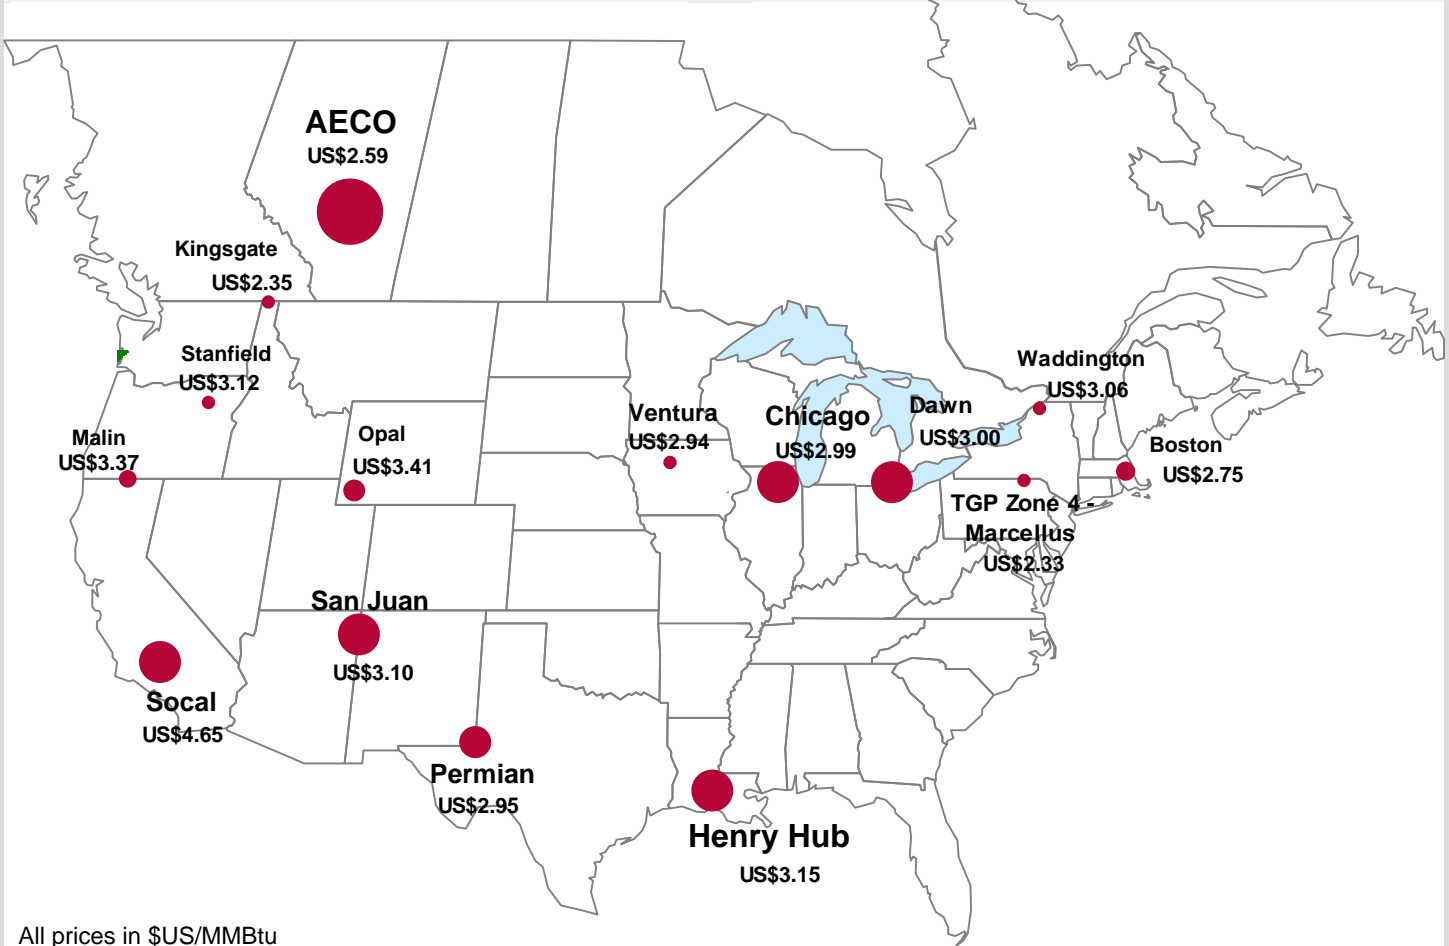 AECO
US$2.59
Kingsgate
US$2.35
Stanfield
US$3.12
Malin
US$3.37
Opal
US$3.41
Ventura
US$2.94
Chicago
US$2.99
Dawn
US$3.00
Waddington
US$3.06
Boston
US$2.75
TGP Zone 4 -
Marcellus
US$2.33
San Juan
US$3.10
Socal
US$4.65
Permian
US$2.95
Henry Hub
US$3.15
All prices in $US/MMBtu